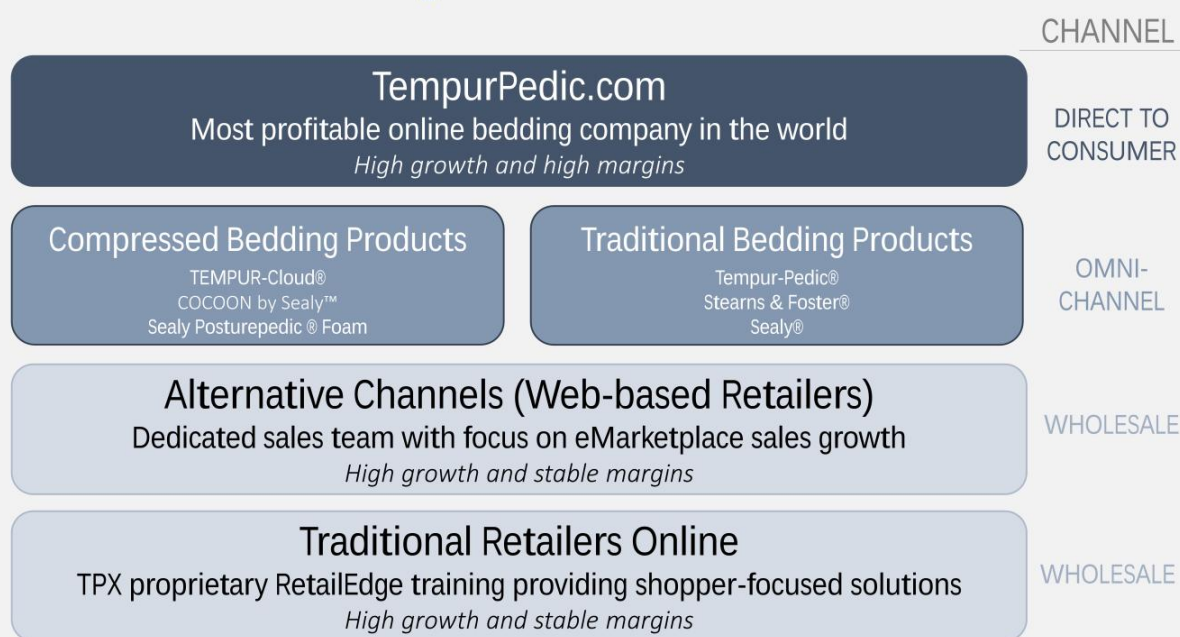 CHANNEL
TempurPedic.com
Most profitable online bedding company in the world
High growth and high margins
DIRECT TO
CONSUMER
Compressed Bedding Products
TEMPUR-Cloud®
COCOON by Sealy™
Sealy Posturepedic ® Foam
Traditional Bedding Products
Tempur-Pedic®
Stearns & Foster®
Sealy®
OMNI-
CHANNEL
Alternative Channels (Web-based Retailers)
Dedicated sales team with focus on eMarketplace sales growth
High growth and stable margins
WHOLESALE
Traditional Retailers Online
TPX proprietary RetailEdge training providing shopper-focused solutions
High growth and stable margins
WHOLESALE